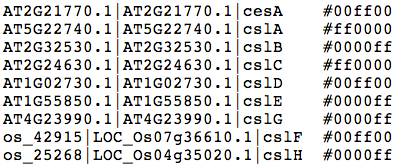 AT2G21770.1|AT2G21770.1|cesA #00ff00
AT5G22740.1|AT5G22740.1|cslA #ff0000
AT2G32530.1|AT2G32530.1|cslB #0000ff
AT2G24630.1|AT2G24630.1|cslC #ff0000
AT1G02730.1|AT1G02730.1|cslD #00ff00
AT1G55850.1|AT1G55850.1|cslE #0000ff
AT4G23990.1|AT4G23990.1|cslG #0000ff
os_42915|LOC_Os07g36610.1|cslF #00ff00
os_25268|LOC_Os04g35020.1|cslH #0000ff